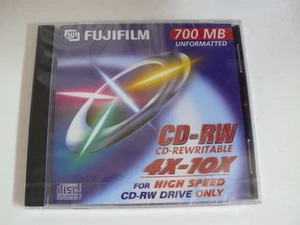 FUJIFILM
700 MB
UNFORMATTED
CD-RW
CD-REWRITABLE
4X-10X
FOR HIGH SPEED
CD-RW DRIVE ONLY